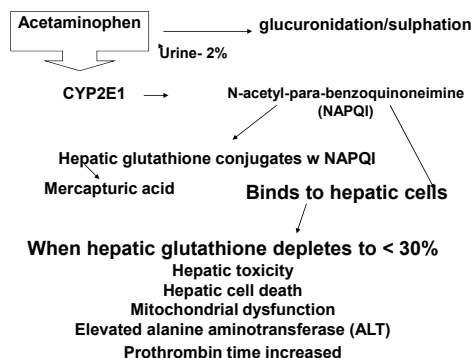 Acetaminophen
glucuronidation/sulphation
Urine- 2%
CYP2E1
N-acetyl-para-benzoquinoneimine
(NAPQI)
Hepatic glutathione conjugates w NAPQI
Mercapturic acid
Binds to hepatic cells
When hepatic glutathione depletes to < 30%
Hepatic toxicity
Hepatic cell death
Mitochondrial dysfunction
Elevated alanine aminotransferase (ALT)
Prothrombin time increased